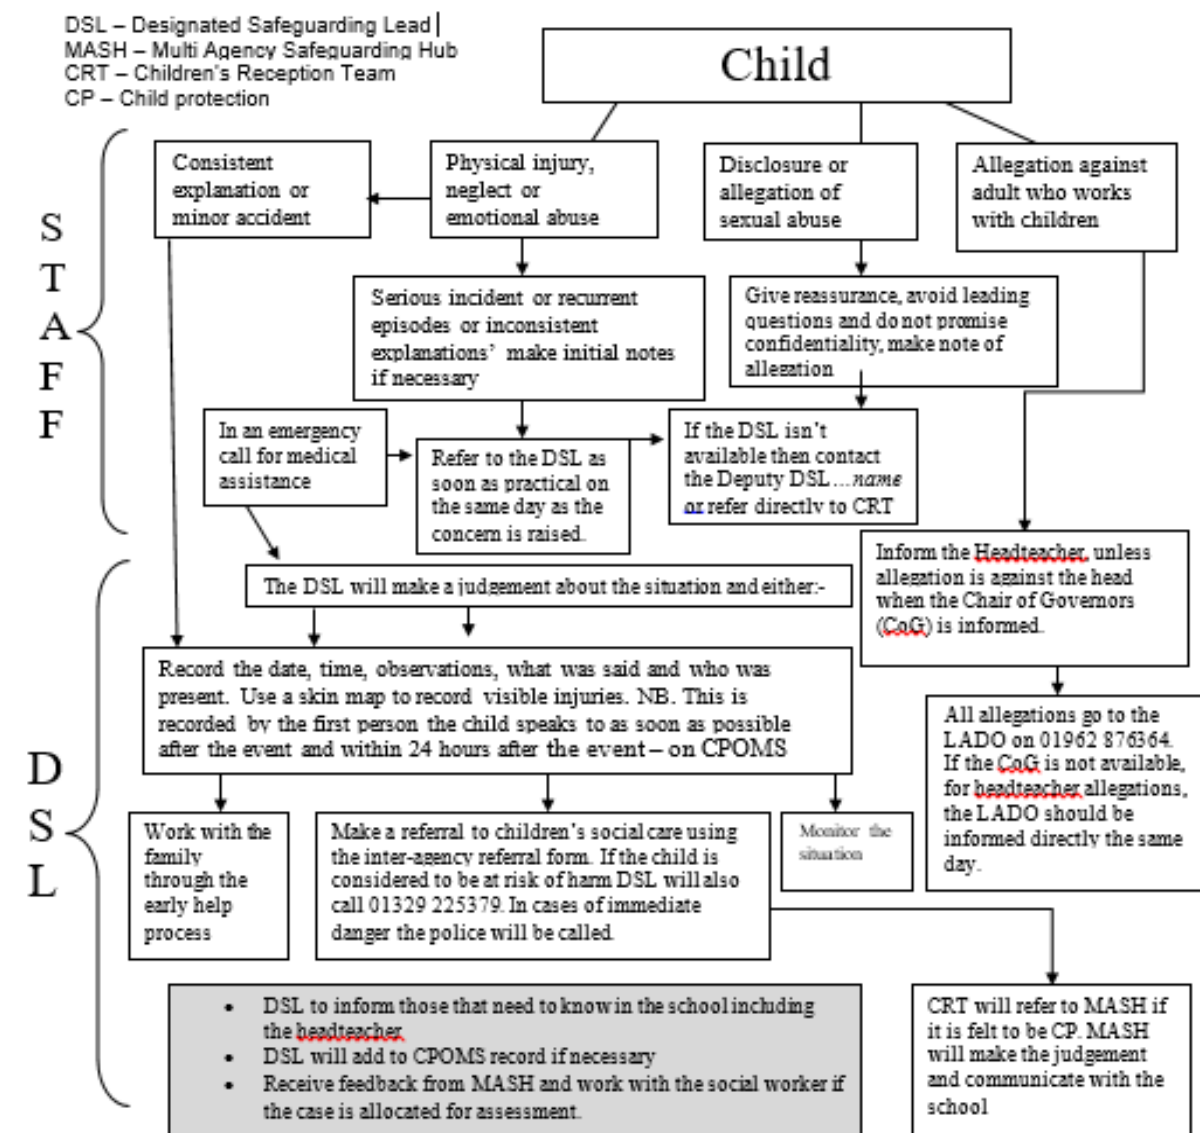 DSL – Designated Safeguarding Lead
MASH – Multi Agency Safeguarding Hub
CRT – Children's Reception Team
CP – Child protection
Child
STAFF
Consistent
explanation or
minor accident
Physical injury,
neglect or
emotional abuse
Disclosure or
allegation of
sexual abuse
Allegation against
adult who works
with children
Serious incident or recurrent
episodes or inconsistent
explanations' make initial notes
if necessary
Give reassurance, avoid leading
questions and do not promise
confidentiality, make note of
allegation
In an emergency
call for medical
assistance
Refer to the DSL as
soon as practical on
the same day as the
concern is raised.
If the DSL isn't
available then contact
the Deputy DSL...name
or refer directly to CRT
Inform the Headteacher, unless
allegation is against the head
when the Chair of Governors
(CoG) is informed.
DSL
The DSL will make a judgement about the situation and either:-
Record the date, time, observations, what was said and who was
present. Use a skin map to record visible injuries. NB. This is
recorded by the first person the child speaks to as soon as possible
after the event and within 24 hours after the event – on CPOMS
All allegations go to the
LADO on 01962 876364.
If the CoG is not available,
for headteacher allegations,
the LADO should be
informed directly the same
day.
Work with the
family
through the
early help
process
Make a referral to children's social care using
the inter-agency referral form. If the child is
considered to be at risk of harm DSL will also
call 01329 225379. In cases of immediate
danger the police will be called.
Monitor the
situation
DSL to inform those that need to know in the school including
the headteacher
DSL will add to CPOMS record if necessary
Receive feedback from MASH and work with the social worker if
the case is allocated for assessment.
CRT will refer to MASH if
it is felt to be CP. MASH
will make the judgement
and communicate with the
school